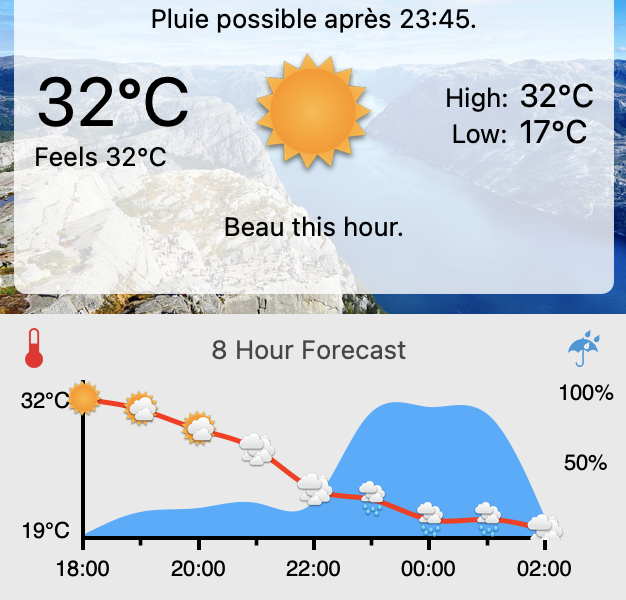 Pluie possible après 23:45.
32°C
Feels 32°C
High: 32°C
Low: 17°C
Beau this hour.
8 Hour Forecast
32°C
100%
50%
19°C
18:00 20:00 22:00 00:00 02:00